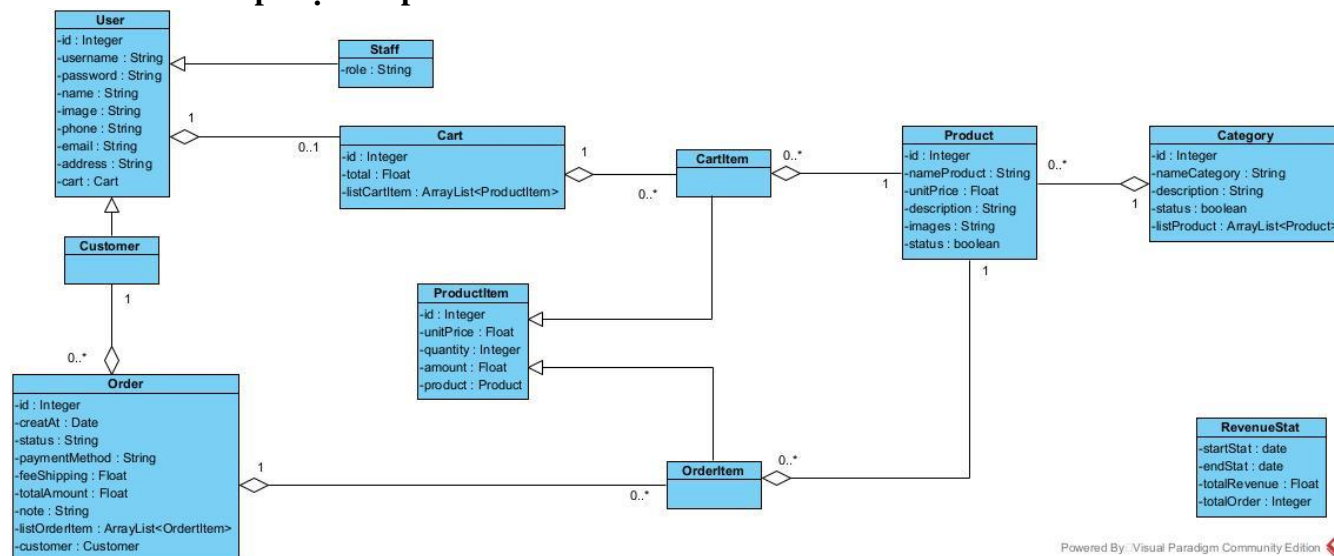 User
-id : Integer
-username : String
-password : String
-name : String
-image : String
-phone : String
-email : String
-address : String
-cart : Cart
Staff
-role : String
1
0..1
Cart
-id : Integer
-total : Float
-listCartItem : ArrayList<ProductItem>
1
0..*
CartItem
0..*
1
Product
-id : Integer
-nameProduct : String
-unitPrice : Float
-description : String
-images : String
-status : boolean
0..*
1
Category
-id : Integer
-nameCategory : String
-description : String
-status : boolean
-listProduct : ArrayList<Product>
Customer
1
0..*
ProductItem
-id : Integer
-unitPrice : Float
-quantity : Integer
-amount : Float
-product : Product
1
Order
-id : Integer
-creatAt : Date
-status : String
-paymentMethod : String
-feeShipping : Float
-totalAmount : Float
-note : String
-listOrderItem : ArrayList<OrdertItem>
-customer : Customer
1
0..*
OrderItem
0..*
RevenueStat
-startStat : date
-endStat : date
-totalRevenue : Float
-totalOrder : Integer
Powered By Visual Paradigm Community Edition